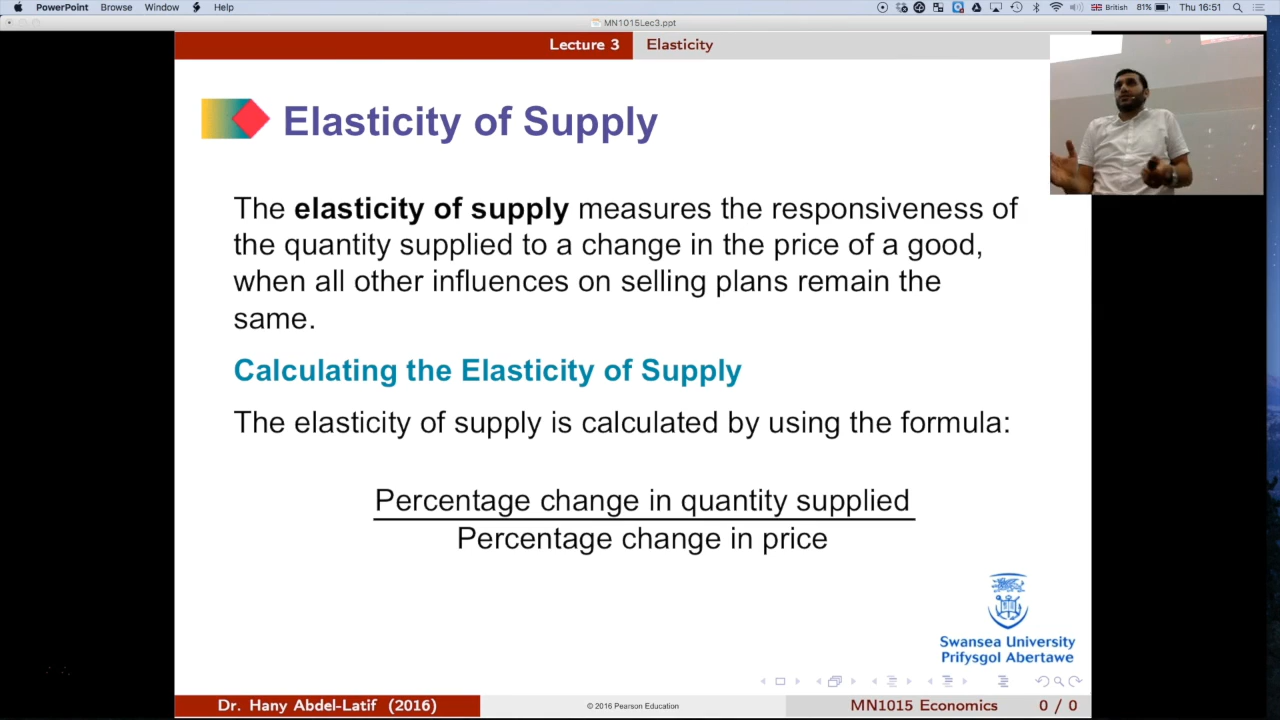 PowerPoint Browse Window Help
81% Thu 16:51
British
MN1015Lec3.ppt
Lecture 3 Elasticity
Elasticity of Supply
The elasticity of supply measures the responsiveness of
the quantity supplied to a change in the price of a good,
when all other influences on selling plans remain the
same.
Calculating the Elasticity of Supply
The elasticity of supply is calculated by using the formula:
Percentage change in quantity supplied
Percentage change in price
Swansea University
Prifysgol Abertawe
Dr. Hany Abdel-Latif (2016) © 2016 Pearson Education MN1015 Economics 0 / 0